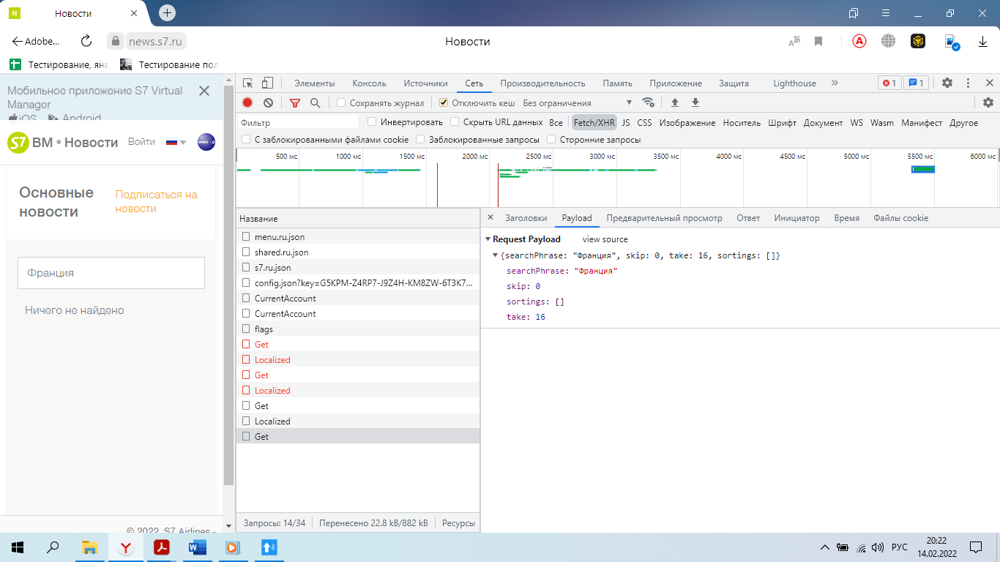 N Новости
Adobe... news.s7.ru Новости
Тестирование, янв Тестирование пол
Мобильное приложение S7 Virtual
Manager
iOS Android
S7 ВМ • Новости Войти
Основные
новости
Подписаться на
новости
Франция
Ничего не найдено
© 2022, S7 Airlines -
Элементы Консоль Источники Сеть Производительность Память Приложение Защита Lighthouse » 1 1
Сохранять журнал Отключить кеш Без ограничения
Фильтр Инвертировать Скрыть URL данных Все Fetch/XHR JS CSS Изображение Носитель Шрифт Документ WS Wasm Манифест Другое
С заблокированными файлами cookie Заблокированные запросы Сторонние запросы
500 мс 1000 мс 1500 мс 2000 мс 2500 мс 3000 мс 3500 мс 4000 мс 4500 мс 5000 мс 5500 мс 6000 мс
Название
menu.ru.json
shared.ru.json
s7.ru.json
config.json?key=G5KPM-Z4RP7-J9Z4H-KM8ZW-6T3K7...
CurrentAccount
CurrentAccount
flags
Get
Localized
Get
Localized
Get
Localized
Get
Запросы: 14/34 Перенесено 22.8 kB/882 kB Ресурсы
Заголовки Payload Предварительный просмотр Ответ Инициатор Время Файлы cookie
Request Payload view source
{searchPhrase: "Франция", skip: 0, take: 16, sortings: []}
searchPhrase: "Франция"
skip: 0
sortings: []
take: 16
РУС 20:22
14.02.2022